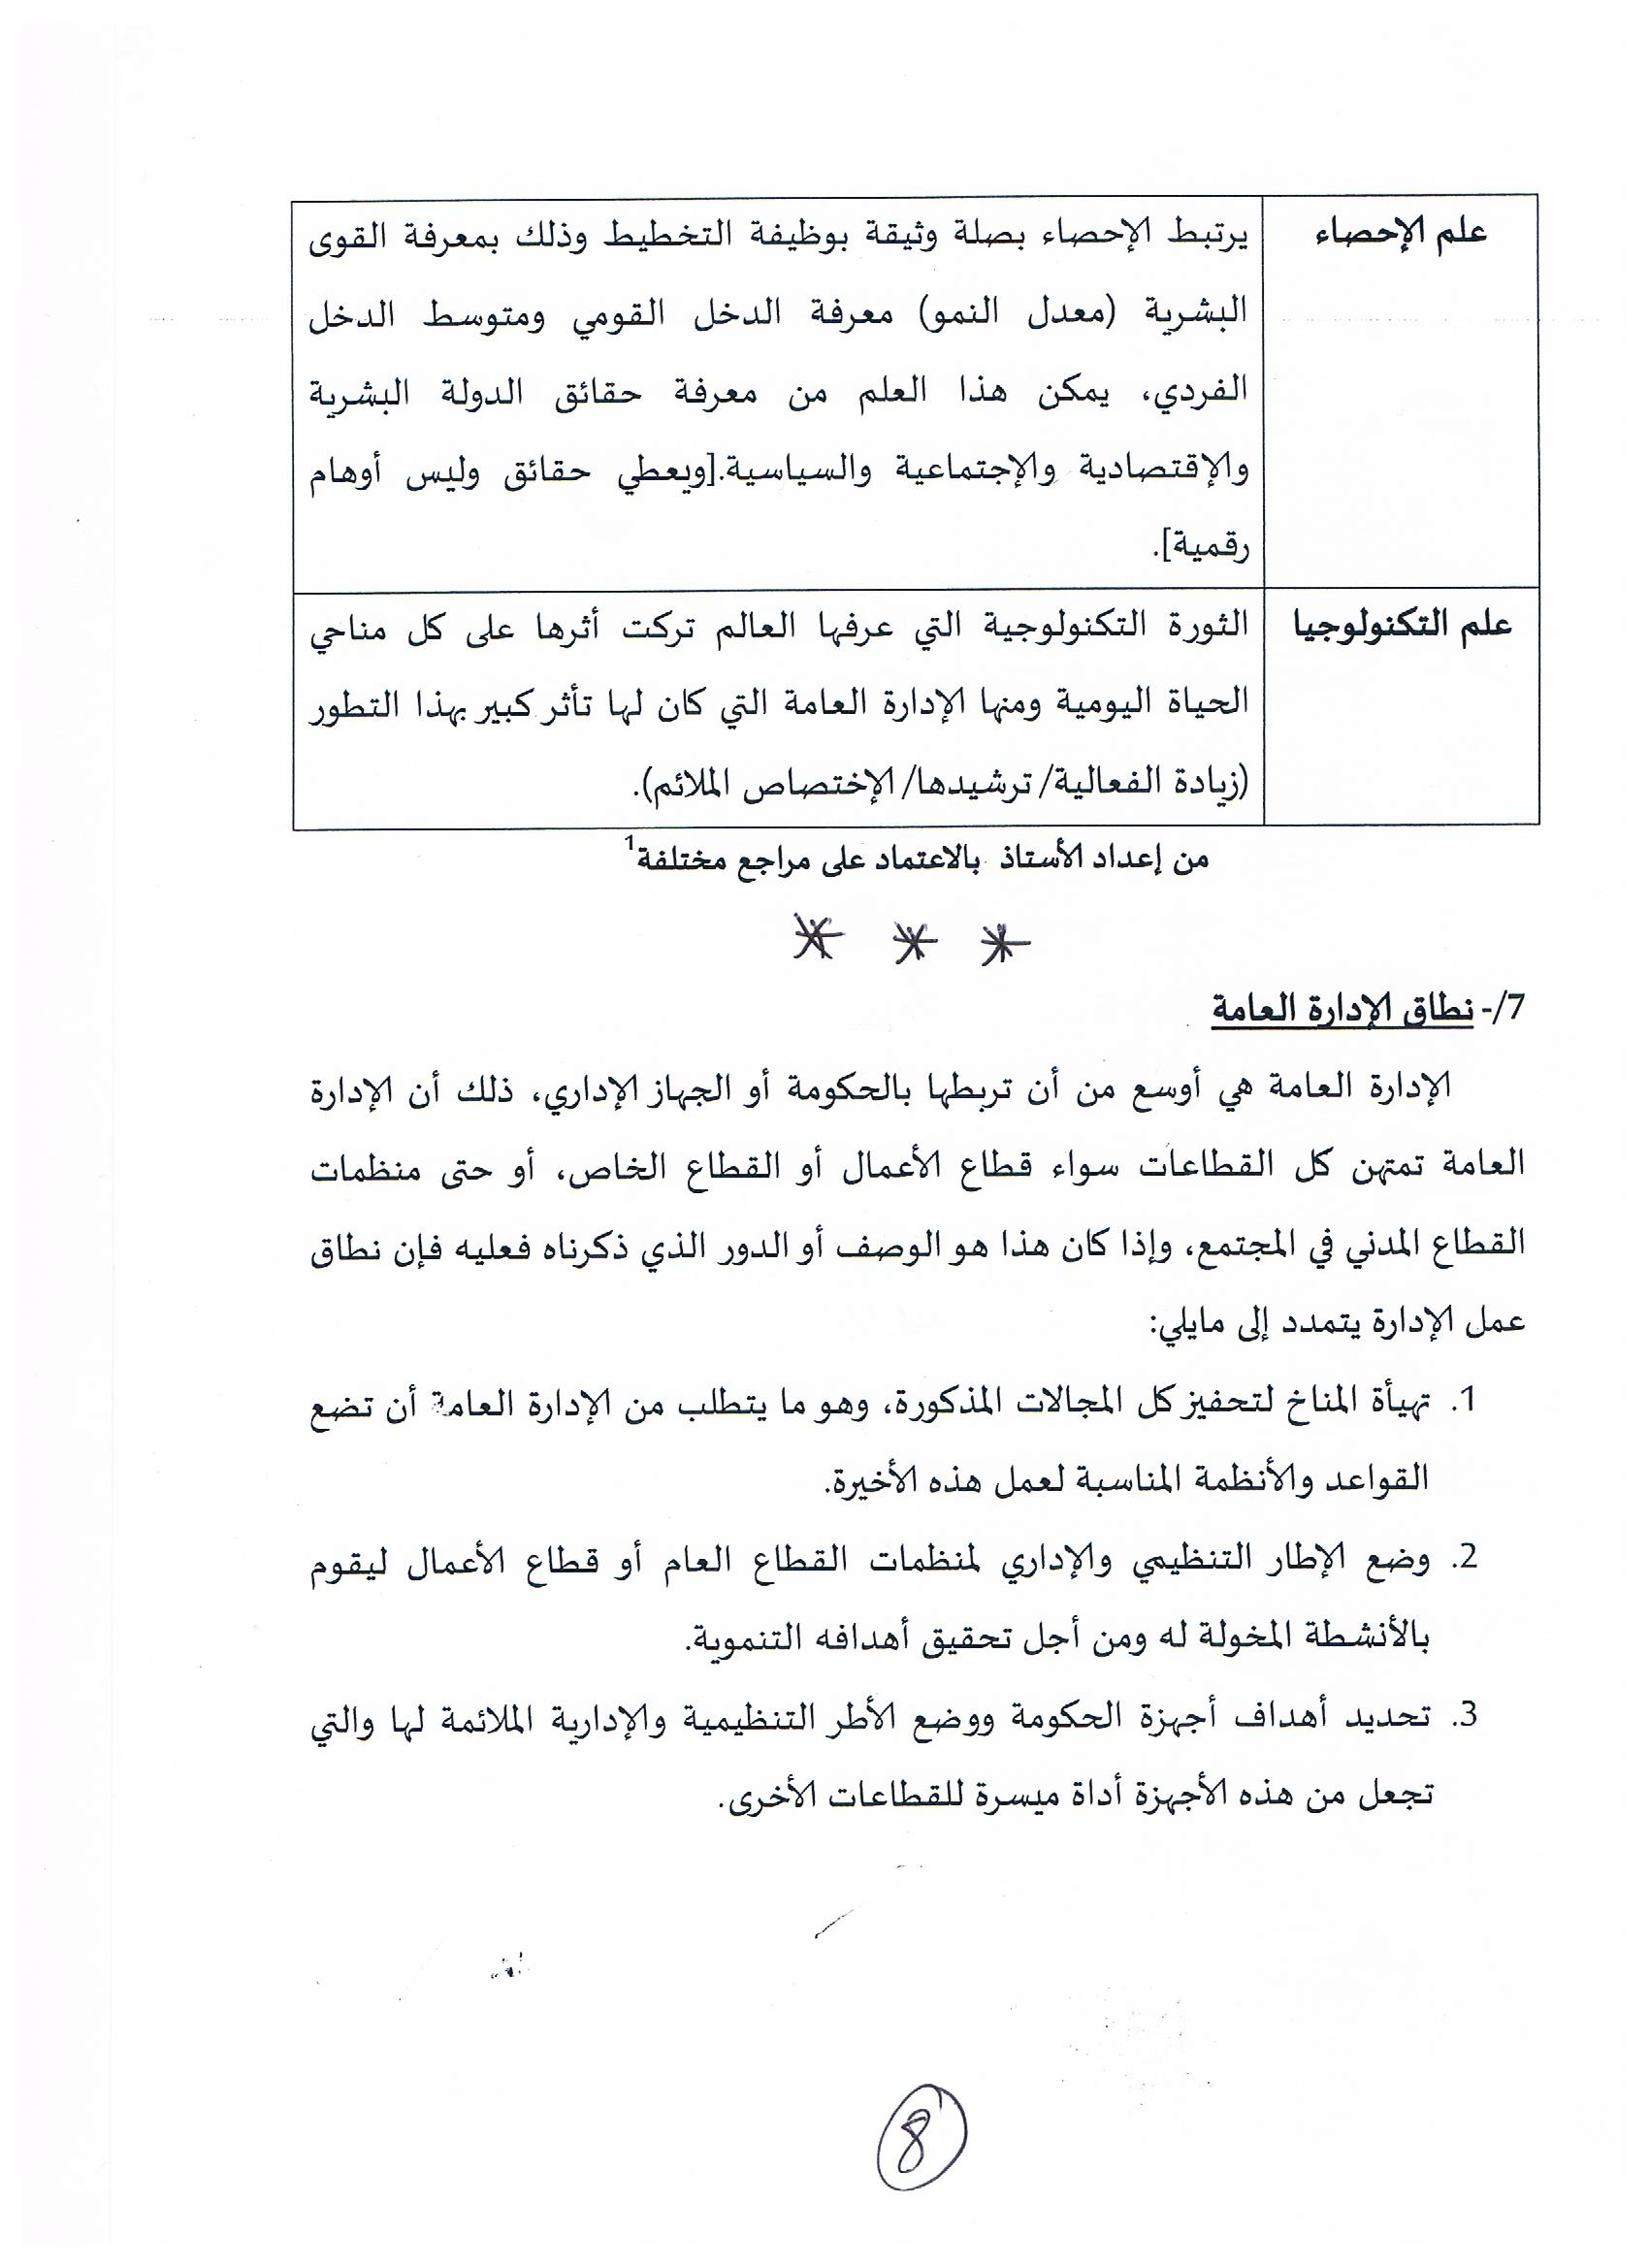 علم الإحصاء
يرتبط الإحصاء بصلة وثيقة بوظيفة التخطيط وذلك بمعرفة القوى
البشرية (معدل النمو) معرفة الدخل القومي ومتوسط الدخل
الفردي، يمكن هذا العلم من معرفة حقائق الدولة البشرية
والإقتصادية والإجتماعية والسياسية.[ويعطي حقائق وليس أوهام
رقمية].
علم التكنولوجيا
الثورة التكنولوجية التي عرفها العالم تركت أثرها على كل مناحي
الحياة اليومية ومنها الإدارة العامة التي كان لها تأثر كبير بهذا التطور
(زيادة الفعالية/ ترشيدها/ الإختصاص الملائم).
من إعداد الأستاذ بالاعتماد على مراجع مختلفة1
* * *
7/- نطاق الإدارة العامة
الإدارة العامة هي أوسع من أن تربطها بالحكومة أو الجهاز الإداري، ذلك أن الإدارة
العامة تمتهن كل القطاعات سواء قطاع الأعمال أو القطاع الخاص، أو حتى منظمات
القطاع المدني في المجتمع، وإذا كان هذا هو الوصف أو الدور الذي ذكرناه فعليه فإن نطاق
عمل الإدارة يتمدد إلى مايلي:
1. تهيأة المناخ لتحفيز كل المجالات المذكورة، وهو ما يتطلب من الإدارة العامة أن تضع
القواعد والأنظمة المناسبة لعمل هذه الأخيرة.
2. وضع الإطار التنظيمي والإداري لمنظمات القطاع العام أو قطاع الأعمال ليقوم
بالأنشطة المخولة له ومن أجل تحقيق أهدافه التنموية.
3. تحديد أهداف أجهزة الحكومة ووضع الأطر التنظيمية والإدارية الملائمة لها والتي
تجعل من هذه الأجهزة أداة ميسرة للقطاعات الأخرى.
8